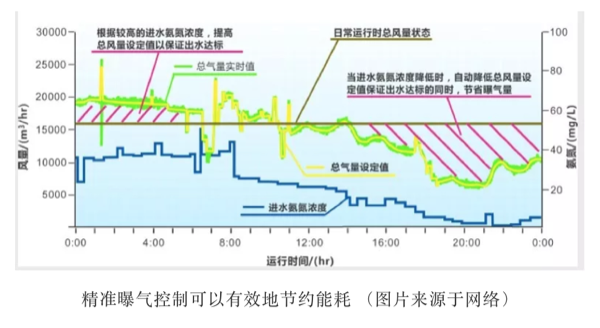 30000
25000
20000
15000
10000
5000
风量/(m³/hr)
根据较高的进水氨氮浓度，提高
总风量设定值以保证出水达标
总气量实时值
日常运行时总风量状态
当进水氨氮浓度降低时，自动降低总风量设
定值保证出水达标的同时，节省曝气量
总气量设定值
进水氨氮浓度
100
80
60
40
20
氨氮/(mg/L)
0:00
4:00
8:00
12:00
16:00
20:00
0:00
运行时间/(hr)
精准曝气控制可以有效地节约能耗 （图片来源于网络）